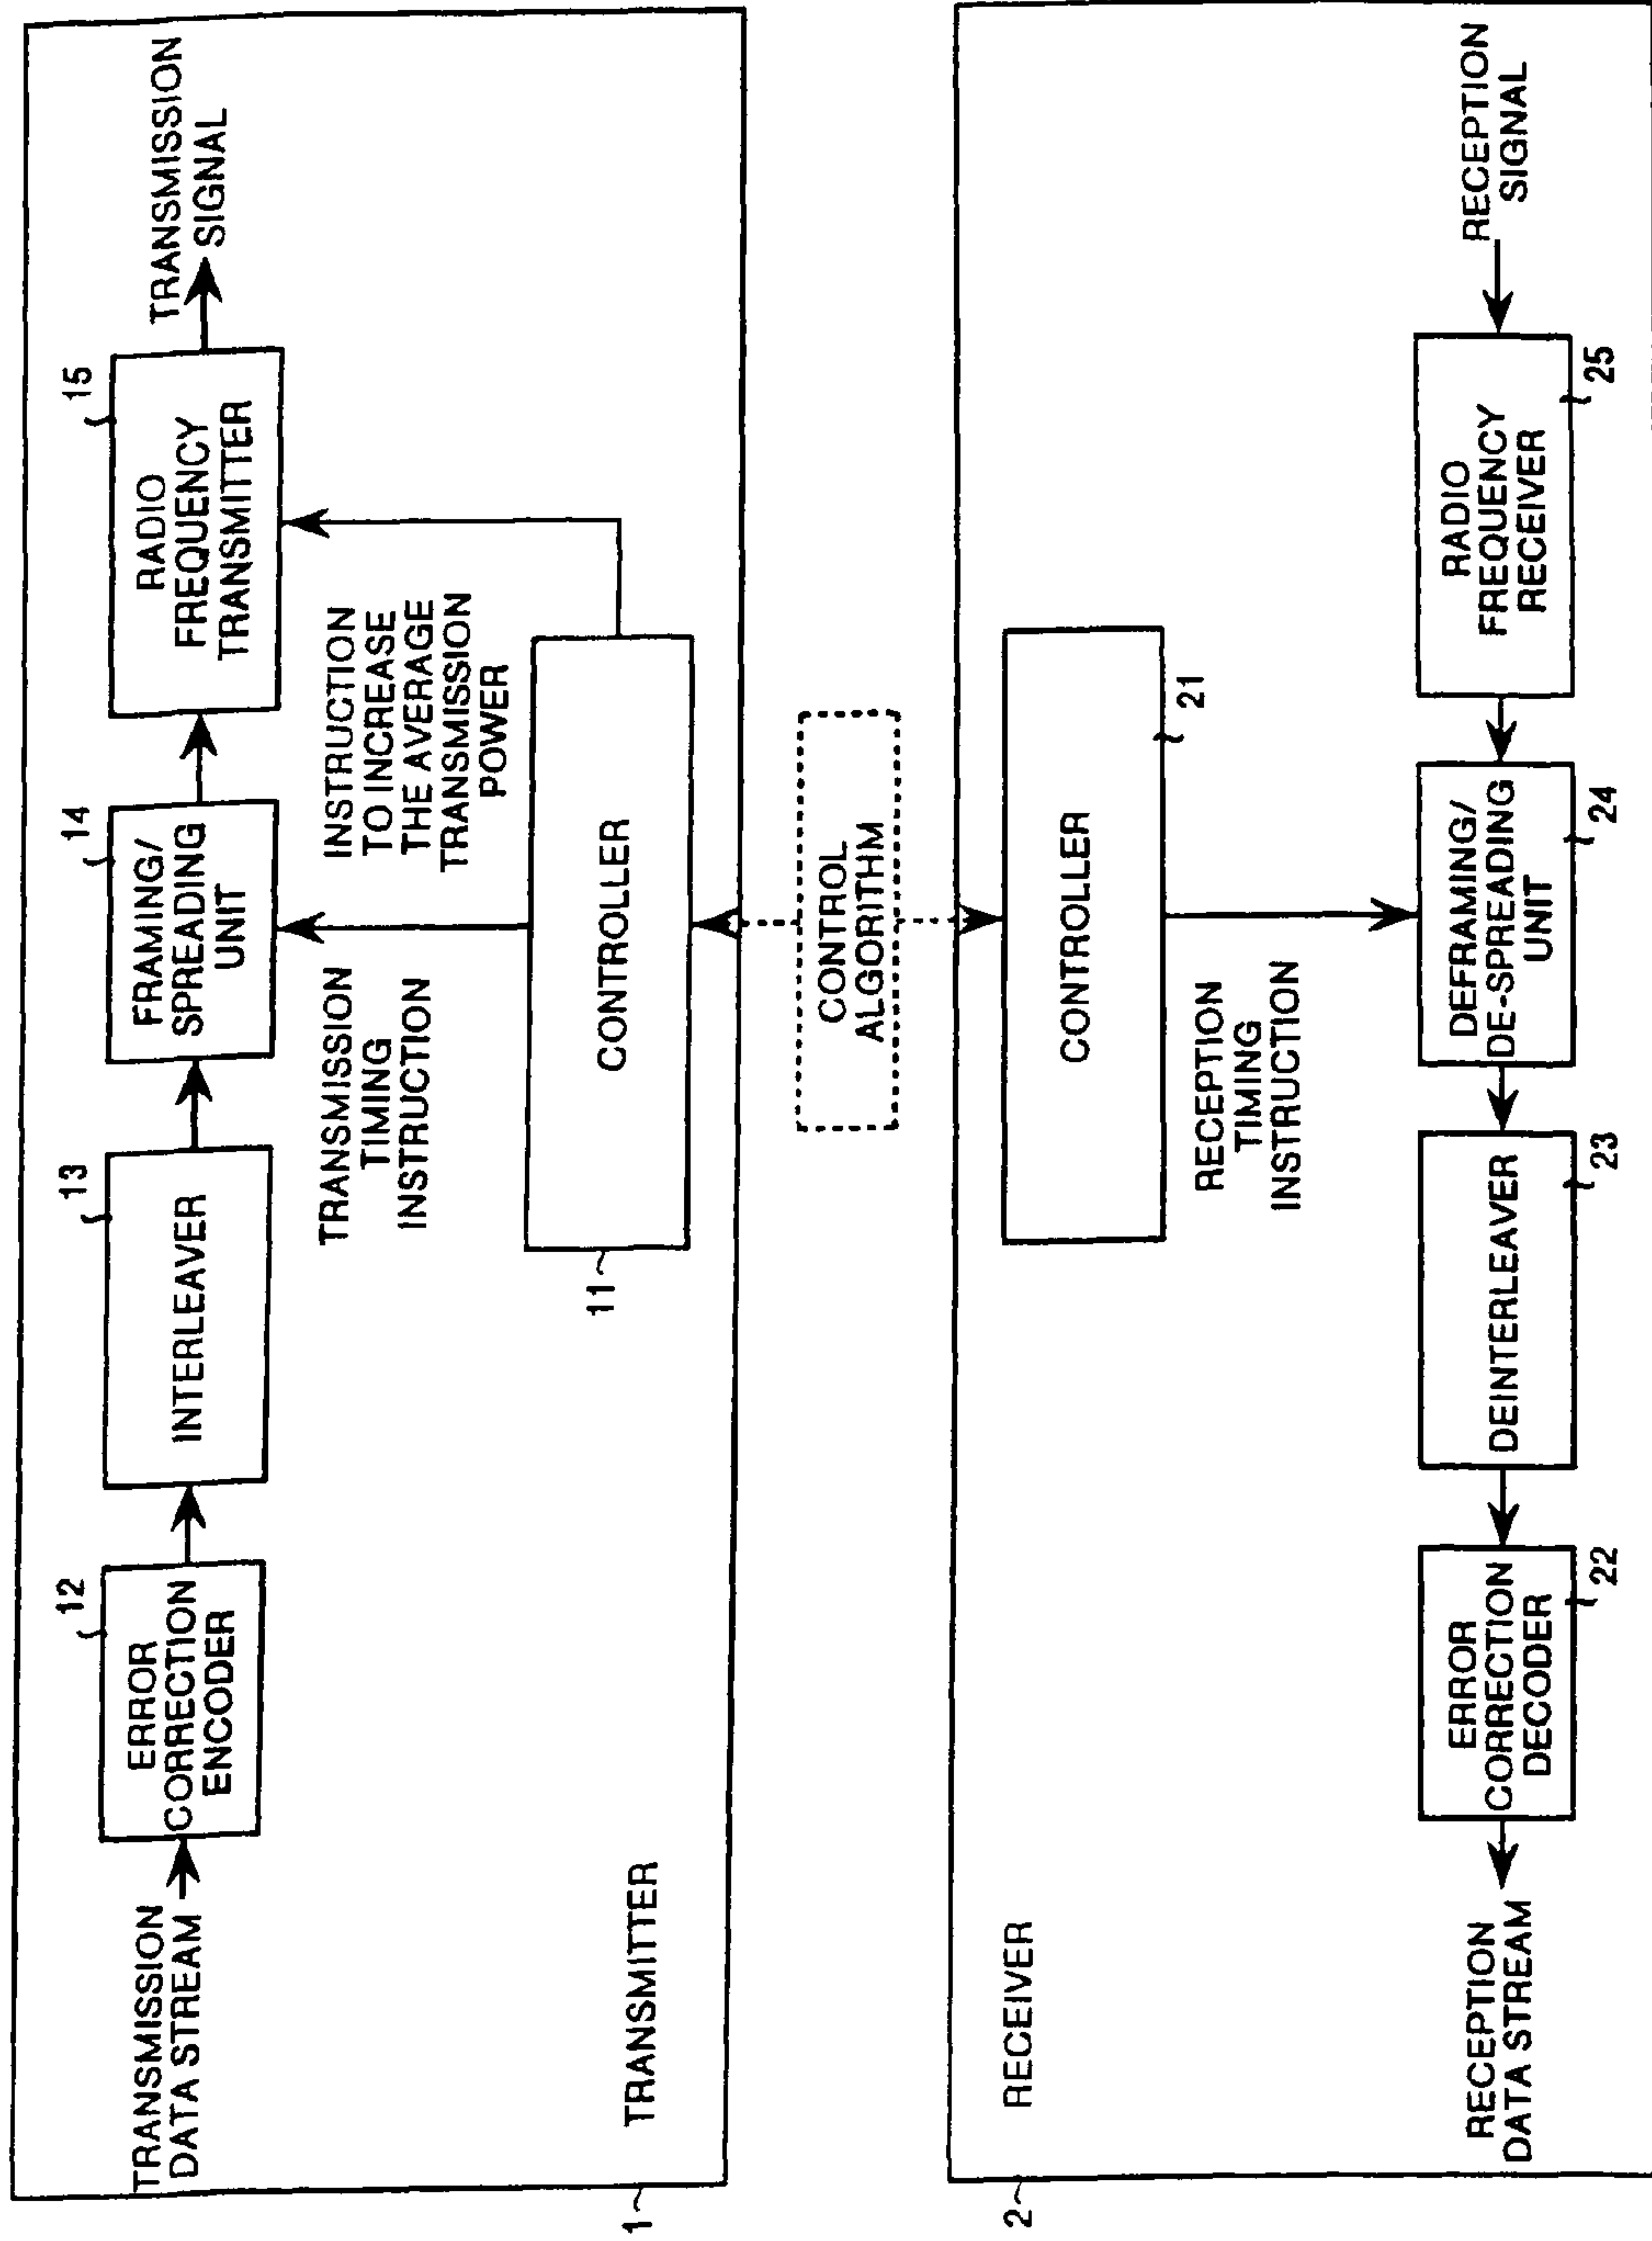 TRANSMISSION
DATA STREAM
12
ERROR
CORRECTION
ENCODER
13
INTERLEAVER
14
FRAMING/
SPREADING
UNIT
15
RADIO
FREQUENCY
TRANSMITTER
TRANSMISSION
SIGNAL
TRANSMISSION
TIMING
INSTRUCTION
INSTRUCTION
TO INCREASE
THE AVERAGE
TRANSMISSION
POWER
11
CONTROLLER
TRANSMITTER
1
CONTROL
ALGORITHM
2
RECEIVER
CONTROLLER
21
RECEPTION
TIMING
INSTRUCTION
RECEPTION
DATA STREAM
ERROR
CORRECTION
DECODER
22
DEINTERLEAVER
23
DEFRAMING/
DE-SPREADING
UNIT
24
RADIO
FREQUENCY
RECEIVER
25
RECEPTION
SIGNAL